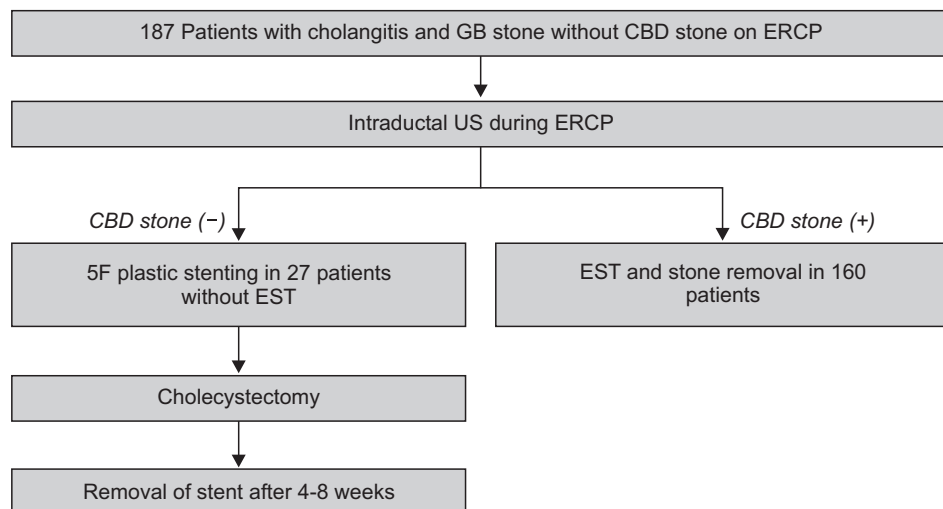 187 Patients with cholangitis and GB stone without CBD stone on ERCP
Intraductal US during ERCP
CBD stone (−)
CBD stone (+)
5F plastic stenting in 27 patients
without EST
EST and stone removal in 160
patients
Cholecystectomy
Removal of stent after 4-8 weeks